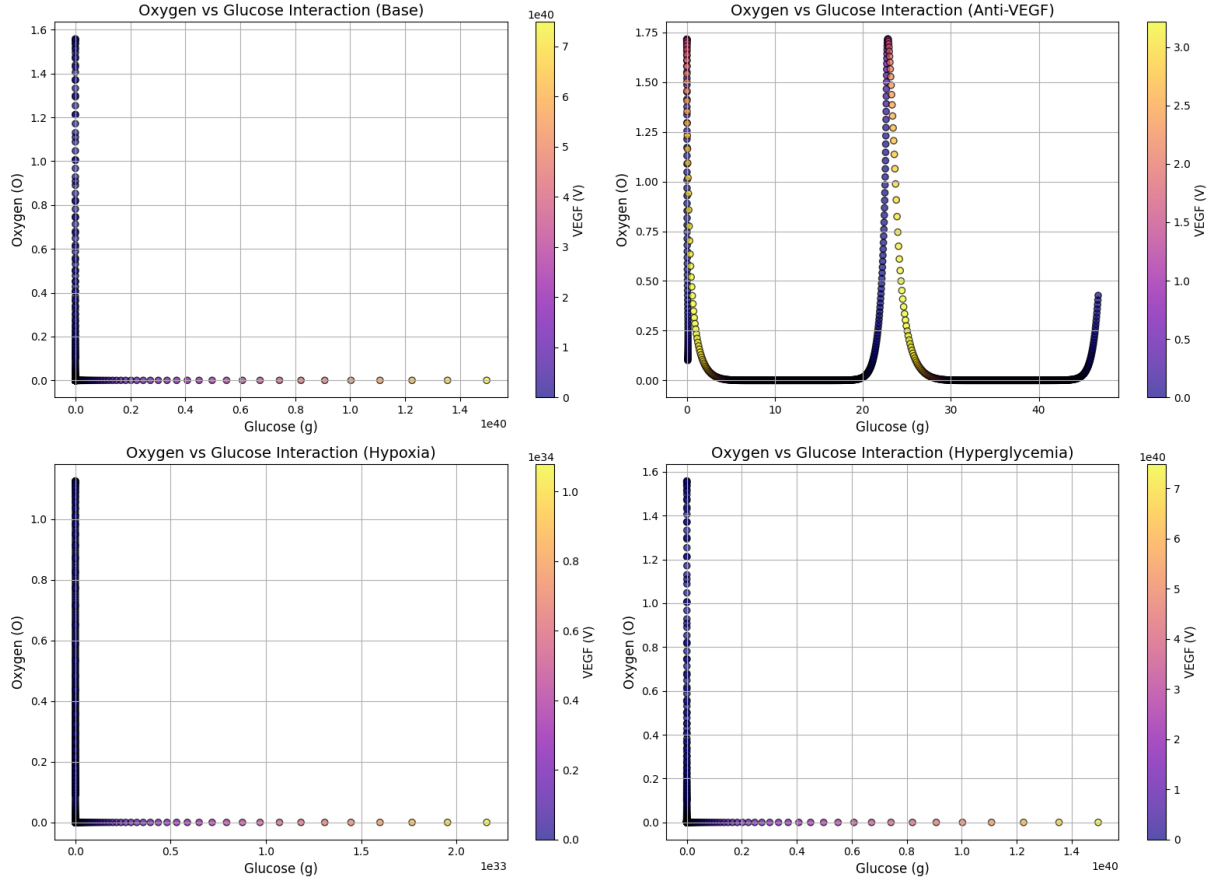 Oxygen vs Glucose Interaction (Base)
1e40
1.6
1.4
1.2
1.0
0.8
0.6
0.4
0.2
0.0
Oxygen (O)
0.0 0.2 0.4 0.6 0.8 1.0 1.2 1.4
1e40
Glucose (g)
7
6
5
4
3
2
1
0
VEGF (V)
Oxygen vs Glucose Interaction (Anti-VEGF)
1.75
1.50
1.25
1.00
0.75
0.50
0.25
0.00
Oxygen (O)
0 10 20 30 40
Glucose (g)
3.0
2.5
2.0
1.5
1.0
0.5
0.0
VEGF (V)
Oxygen vs Glucose Interaction (Hypoxia)
1e34
1.0
0.8
0.6
0.4
0.2
0.0
Oxygen (O)
0.0 0.5 1.0 1.5 2.0
1e33
Glucose (g)
1.0
0.8
0.6
0.4
0.2
0.0
VEGF (V)
Oxygen vs Glucose Interaction (Hyperglycemia)
1e40
1.6
1.4
1.2
1.0
0.8
0.6
0.4
0.2
0.0
Oxygen (O)
0.0 0.2 0.4 0.6 0.8 1.0 1.2 1.4
1e40
Glucose (g)
7
6
5
4
3
2
1
0
VEGF (V)